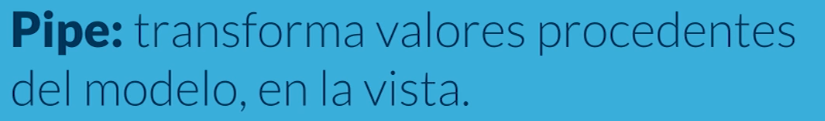 Pipe: transforma valores procedentes
del modelo, en la vista.